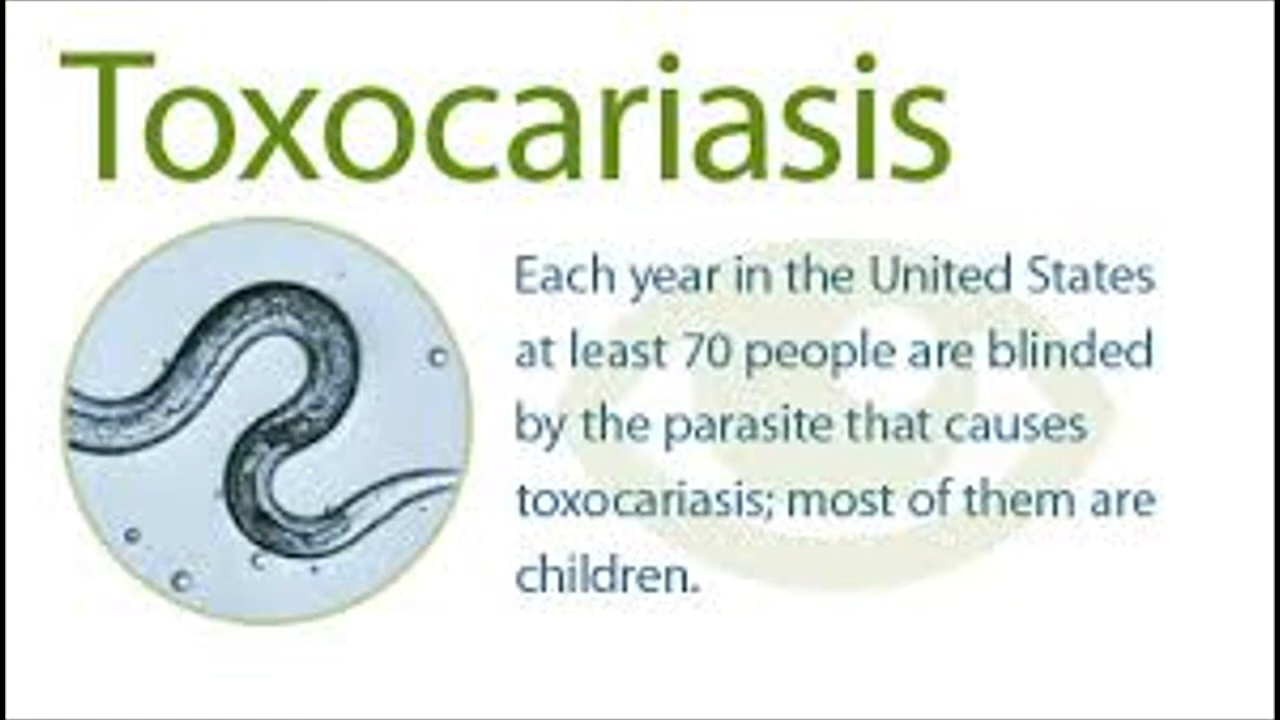 Toxocariasis
Each year in the United States
at least 70 people are blinded
by the parasite that causes
toxocariasis; most of them are
children.